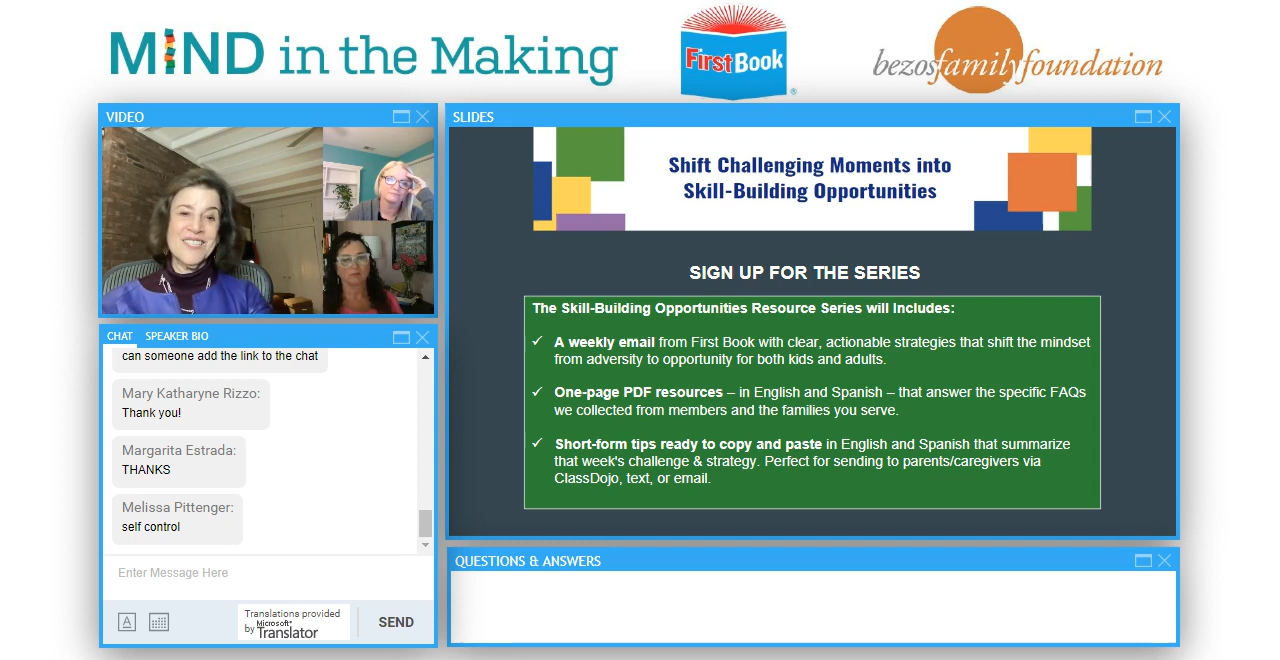 MIND in the Making
First Book
®
bezosfamilyfoundation
VIDEO
CHAT SPEAKER BIO
can someone add the link to the chat
Mary Katharyne Rizzo:
Thank you!
Margarita Estrada:
THANKS
Melissa Pittenger:
self control
Enter Message Here
A
Translations provided
by Microsoft®
Translator
SEND
SLIDES
Shift Challenging Moments into
Skill-Building Opportunities
SIGN UP FOR THE SERIES
The Skill-Building Opportunities Resource Series will Includes:
✓ A weekly email from First Book with clear, actionable strategies that shift the mindset
from adversity to opportunity for both kids and adults.
✓ One-page PDF resources – in English and Spanish – that answer the specific FAQs
we collected from members and the families you serve.
✓ Short-form tips ready to copy and paste in English and Spanish that summarize
that week's challenge & strategy. Perfect for sending to parents/caregivers via
ClassDojo, text, or email.
QUESTIONS & ANSWERS